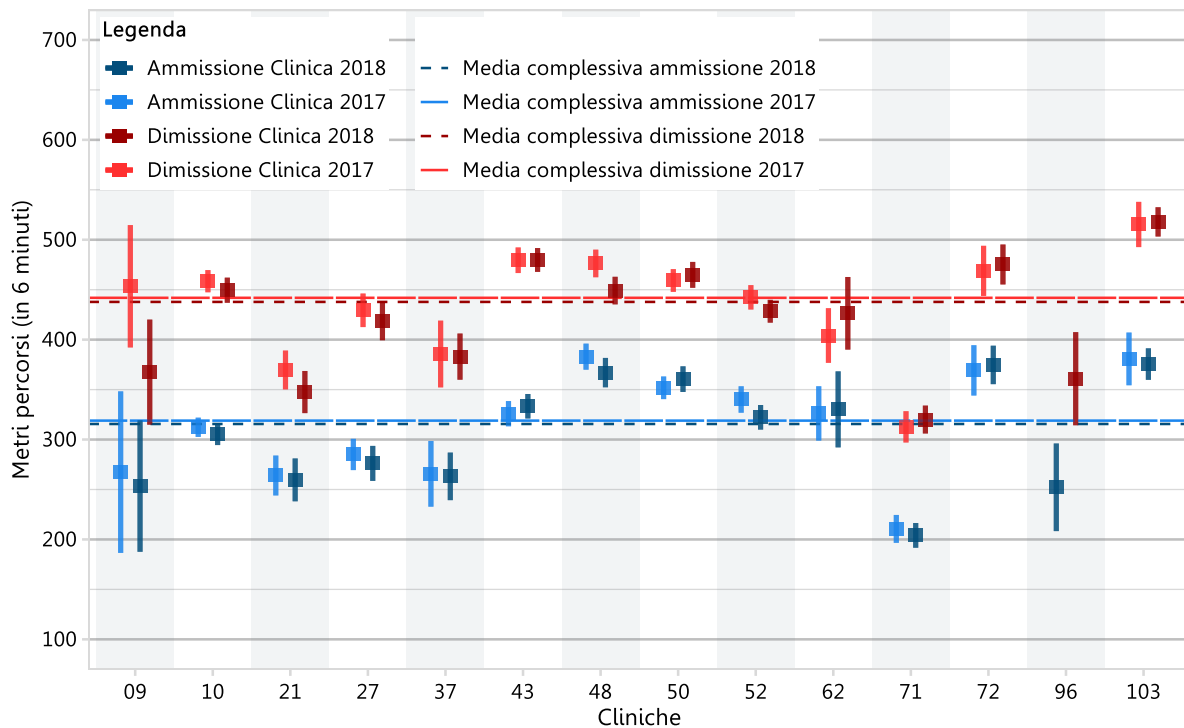 Legenda
Ammissione Clinica 2018
Ammissione Clinica 2017
Dimissione Clinica 2018
Dimissione Clinica 2017
Media complessiva ammissione 2018
Media complessiva ammissione 2017
Media complessiva dimissione 2018
Media complessiva dimissione 2017
Metri percorsi (in 6 minuti)
700
600
500
400
300
200
100
09 10 21 27 37 43 48 50 52 62 71 72 96 103
Cliniche